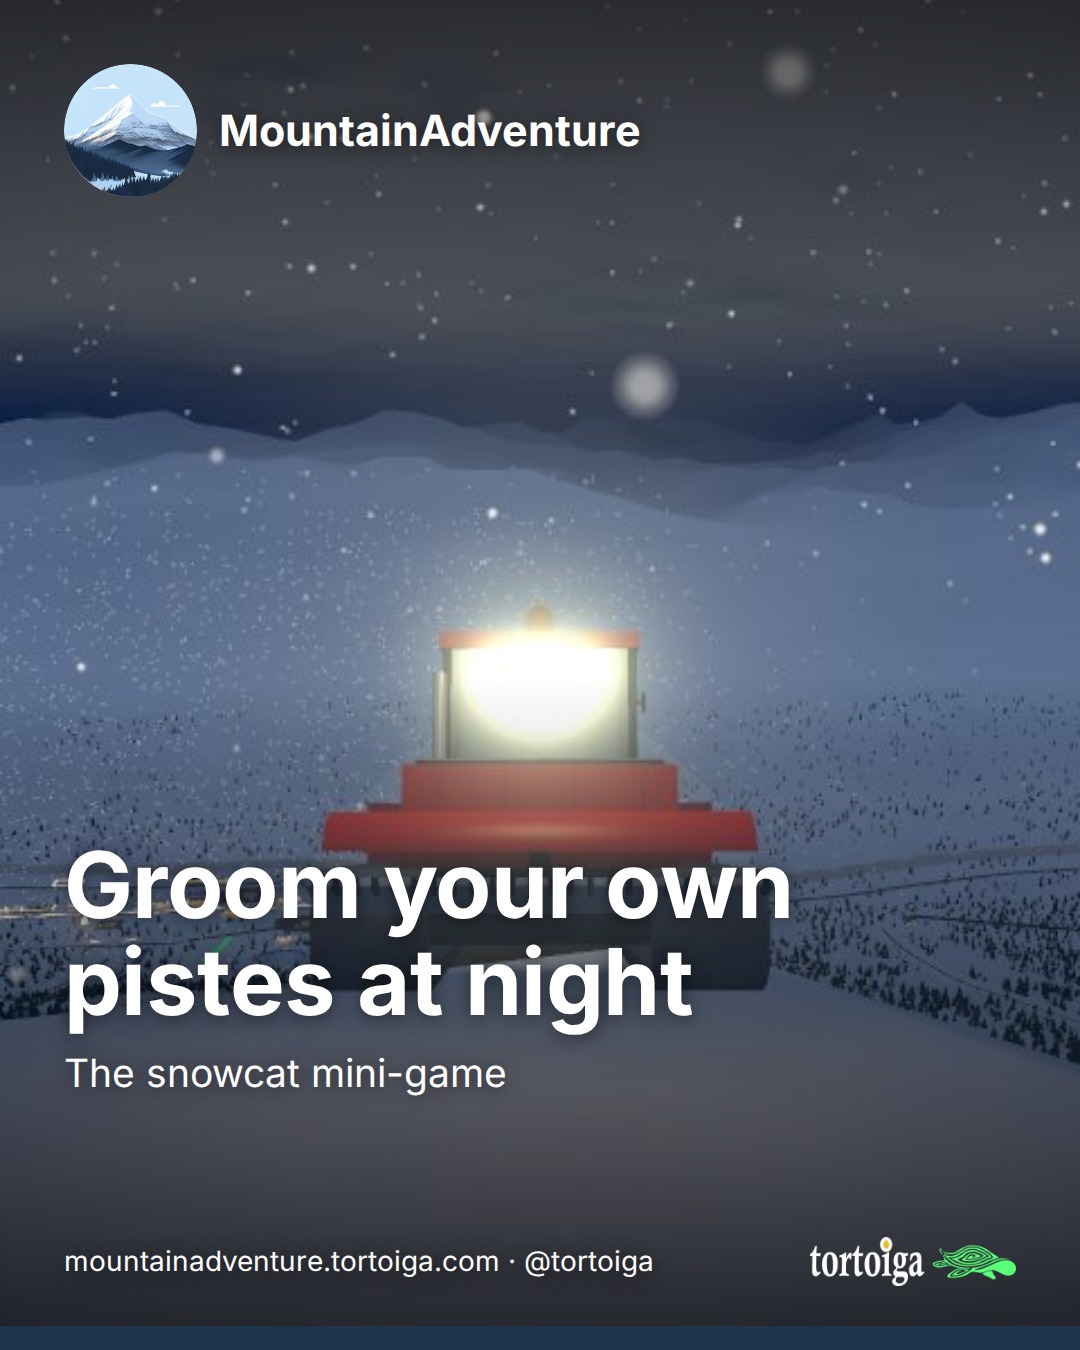 MountainAdventure
Groom your own
pistes at night
The snowcat mini-game
mountainadventure.tortoiga.com · @tortoiga
tortoiga